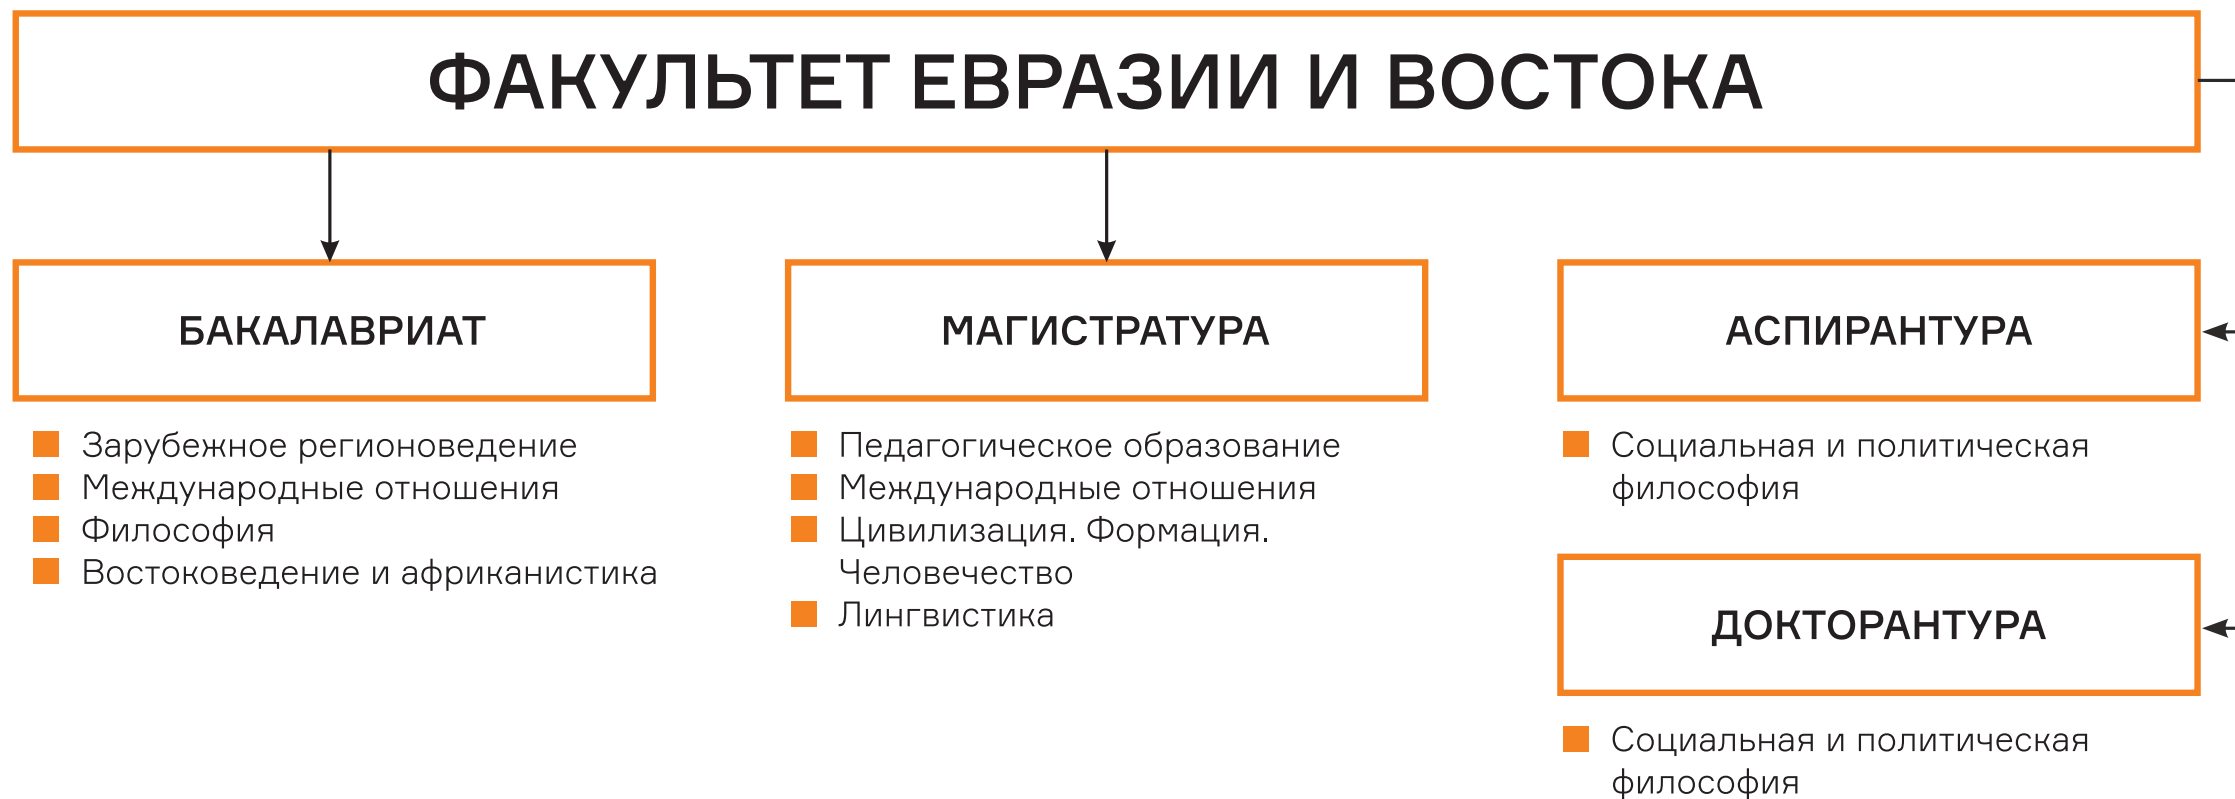 ФАКУЛЬТЕТ ЕВРАЗИИ И ВОСТОКА
БАКАЛАВРИАТ
Зарубежное регионоведение
Международные отношения
Философия
Востоковедение и африканистика
МАГИСТРАТУРА
Педагогическое образование
Международные отношения
Цивилизация. Формация.
Человечество
Лингвистика
АСПИРАНТУРА
Социальная и политическая
философия
ДОКТОРАНТУРА
Социальная и политическая
философия